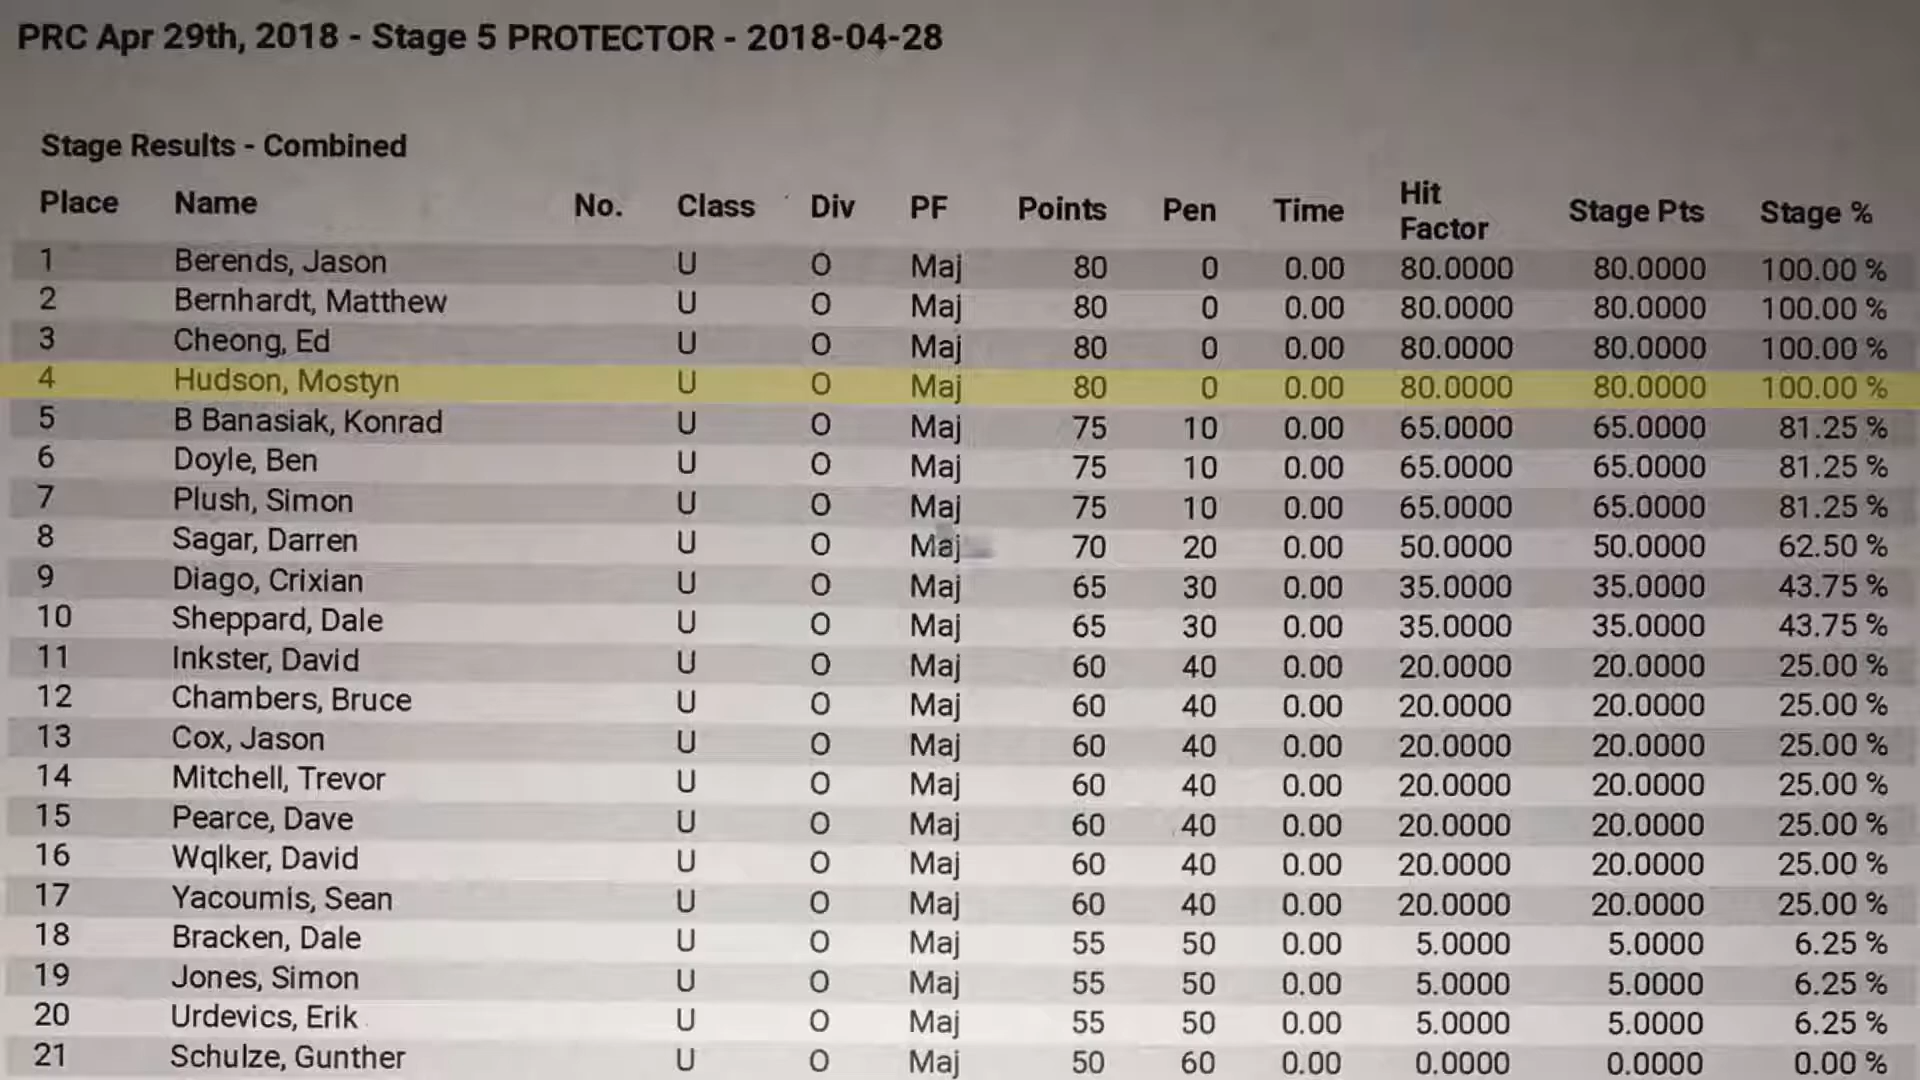 PRC Apr 29th, 2018 - Stage 5 PROTECTOR - 2018-04-28
Stage Results - Combined
Place Name No. Class Div PF Points Pen Time Hit Factor Stage Pts Stage %
1 Berends, Jason U O Maj 80 0 0.00 80.0000 80.0000 100.00 %
2 Bernhardt, Matthew U O Maj 80 0 0.00 80.0000 80.0000 100.00 %
3 Cheong, Ed U O Maj 80 0 0.00 80.0000 80.0000 100.00 %
4 Hudson, Mostyn U O Maj 80 0 0.00 80.0000 80.0000 100.00 %
5 B Banasiak, Konrad U O Maj 75 10 0.00 65.0000 65.0000 81.25 %
6 Doyle, Ben U O Maj 75 10 0.00 65.0000 65.0000 81.25 %
7 Plush, Simon U O Maj 75 10 0.00 65.0000 65.0000 81.25 %
8 Sagar, Darren U O Maj 70 20 0.00 50.0000 50.0000 62.50 %
9 Diago, Crixian U O Maj 65 30 0.00 35.0000 35.0000 43.75 %
10 Sheppard, Dale U O Maj 65 30 0.00 35.0000 35.0000 43.75 %
11 Inkster, David U O Maj 60 40 0.00 20.0000 20.0000 25.00 %
12 Chambers, Bruce U O Maj 60 40 0.00 20.0000 20.0000 25.00 %
13 Cox, Jason U O Maj 60 40 0.00 20.0000 20.0000 25.00 %
14 Mitchell, Trevor U O Maj 60 40 0.00 20.0000 20.0000 25.00 %
15 Pearce, Dave U O Maj 60 40 0.00 20.0000 20.0000 25.00 %
16 Wqlker, David U O Maj 60 40 0.00 20.0000 20.0000 25.00 %
17 Yacoumis, Sean U O Maj 60 40 0.00 20.0000 20.0000 25.00 %
18 Bracken, Dale U O Maj 55 50 0.00 5.0000 5.0000 6.25 %
19 Jones, Simon U O Maj 55 50 0.00 5.0000 5.0000 6.25 %
20 Urdevics, Erik U O Maj 55 50 0.00 5.0000 5.0000 6.25 %
21 Schulze, Gunther U O Maj 50 60 0.00 0.0000 0.0000 0.00 %